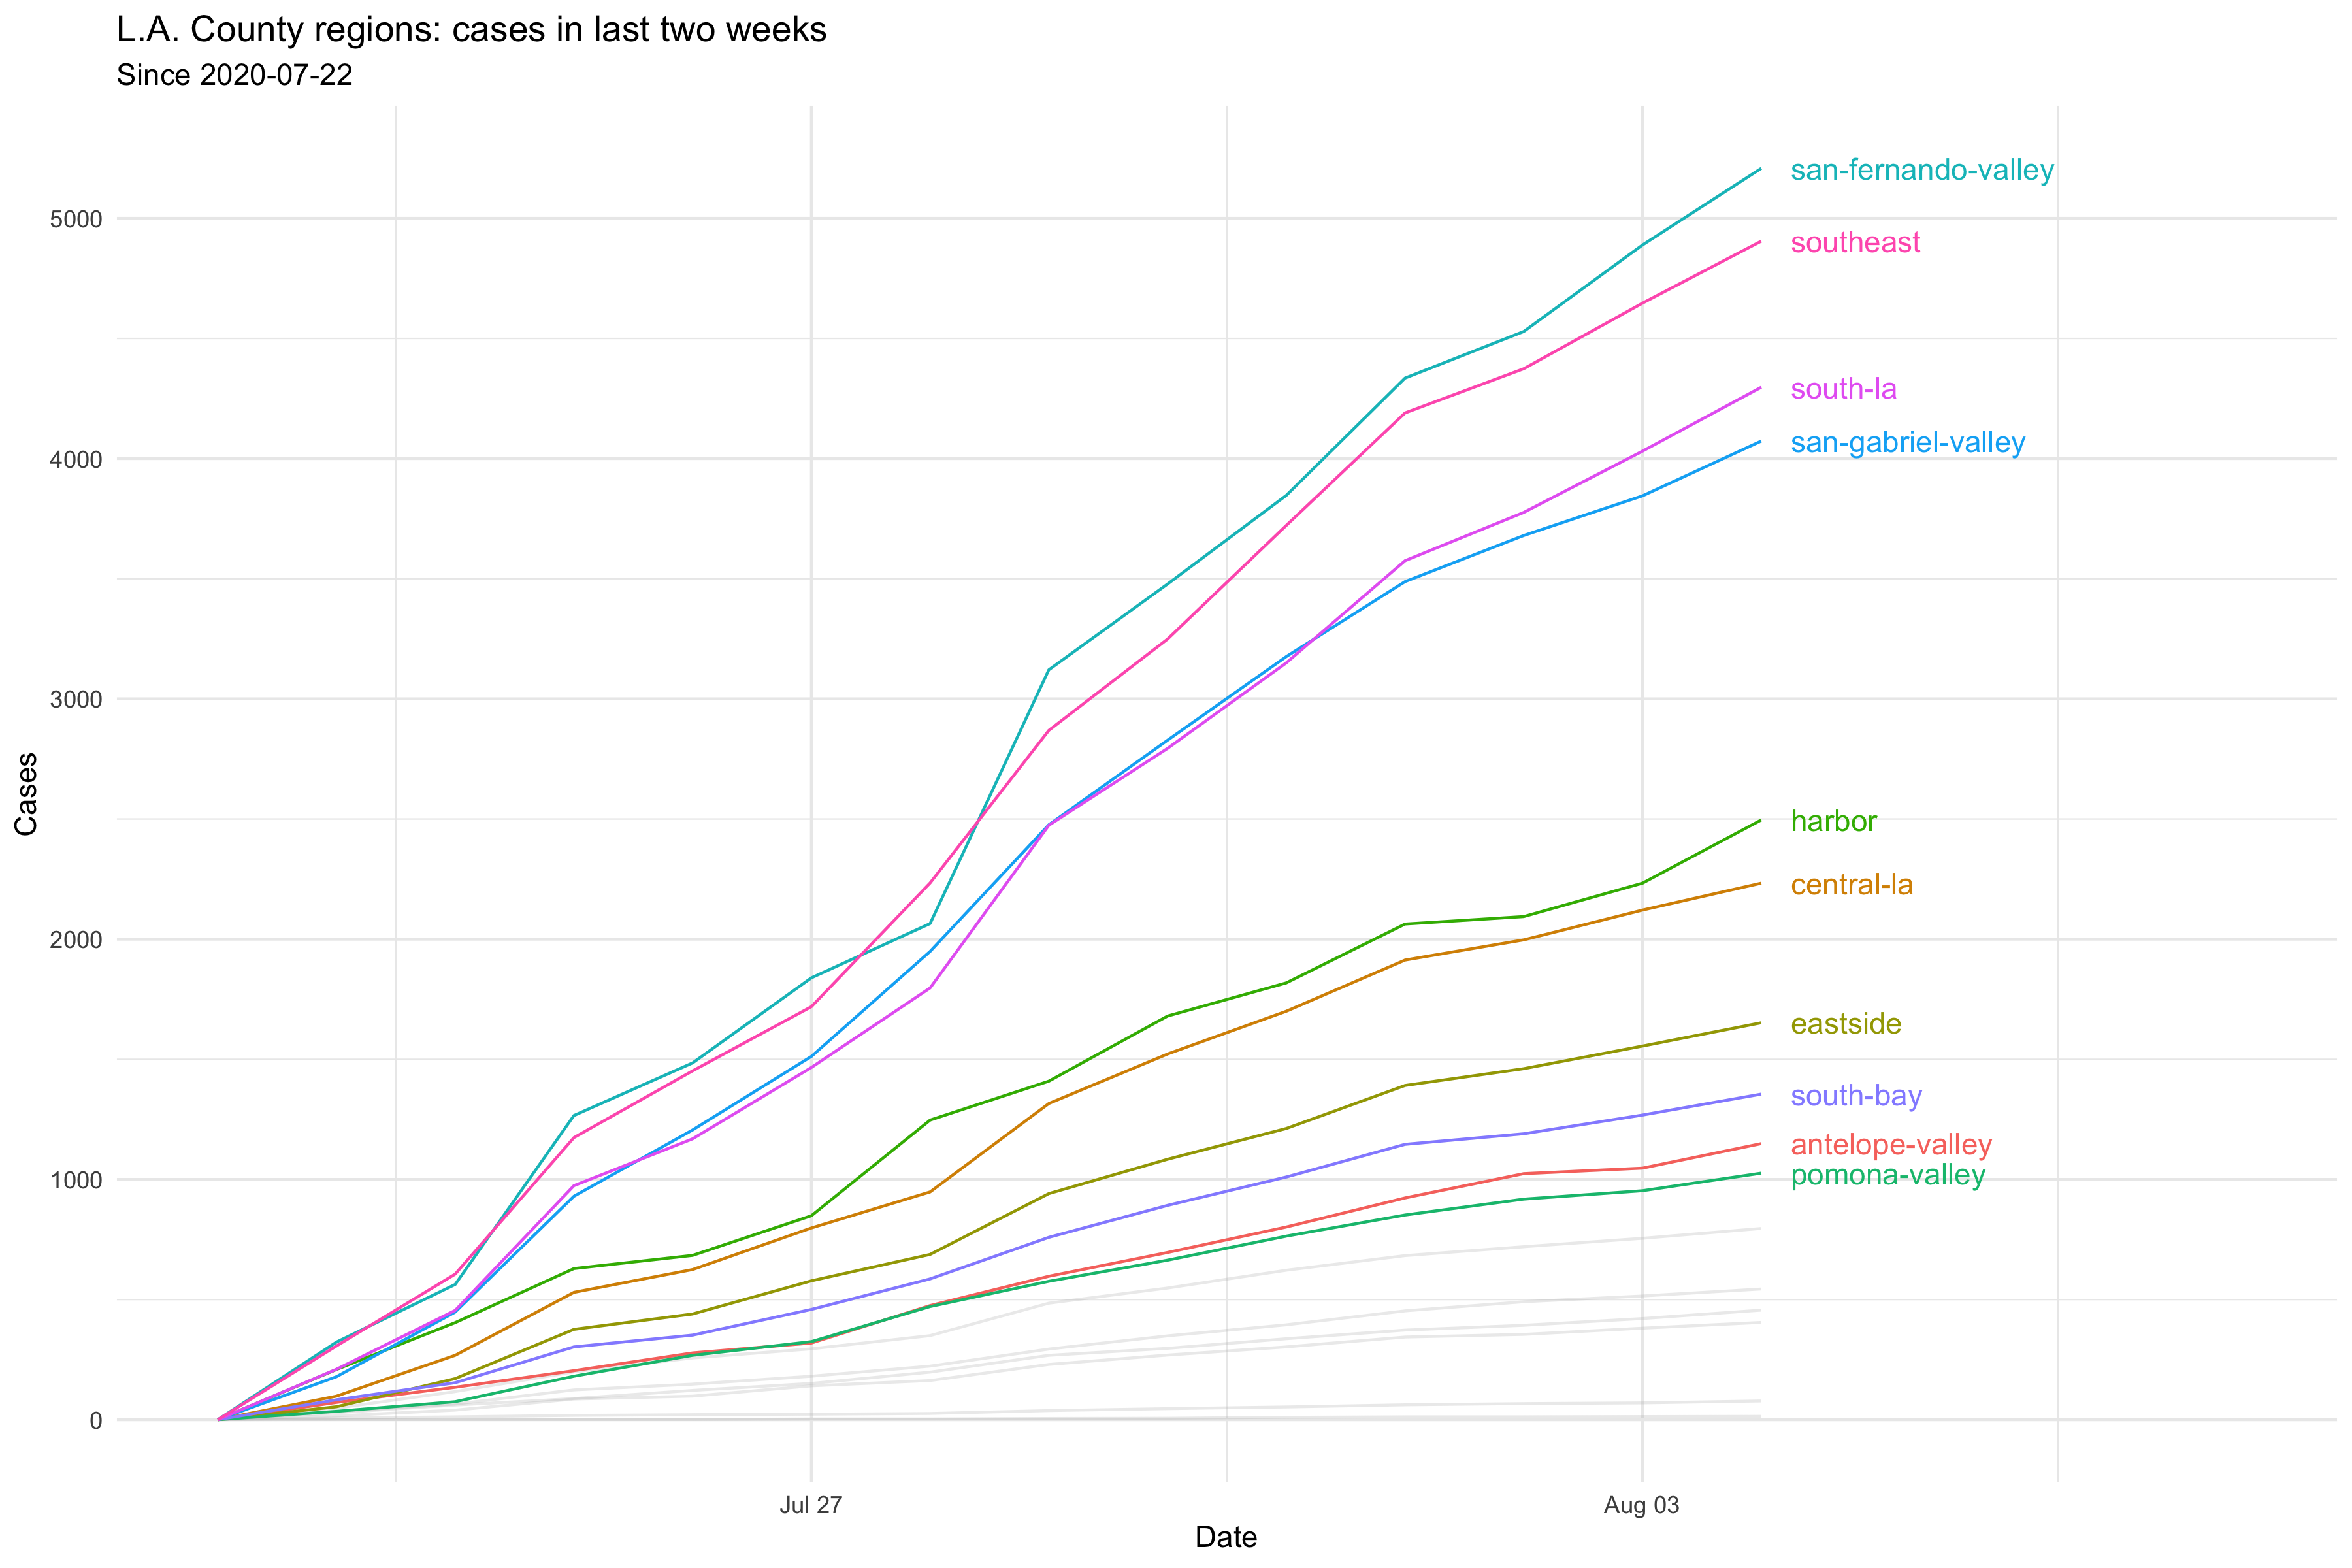 L.A. County regions: cases in last two weeks
Since 2020-07-22
san-fernando-valley
5000
southeast
south-la
san-gabriel-valley
4000
3000
Cases
harbor
central-la
2000
eastside
south-bay
antelope-valley
pomona-valley
1000
0
Jul 27
Aug 03
Date